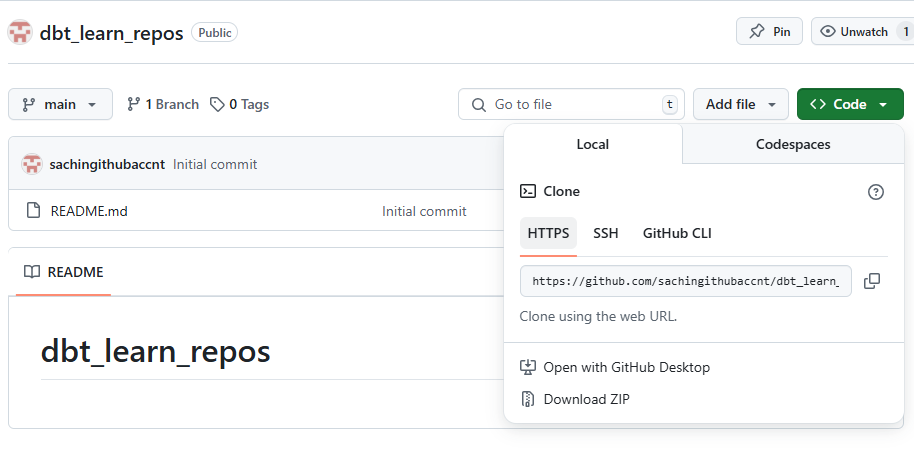 dbt_learn_repos Public Pin Unwatch 1
main 1 Branch 0 Tags Go to file t Add file Code
Local Codespaces
sachingithubaccnt Initial commit
Clone
README.md Initial commit
HTTPS SSH GitHub CLI
README
https://github.com/sachingithubaccnt/dbt_learn_
Clone using the web URL.
dbt_learn_repos
Open with GitHub Desktop
Download ZIP